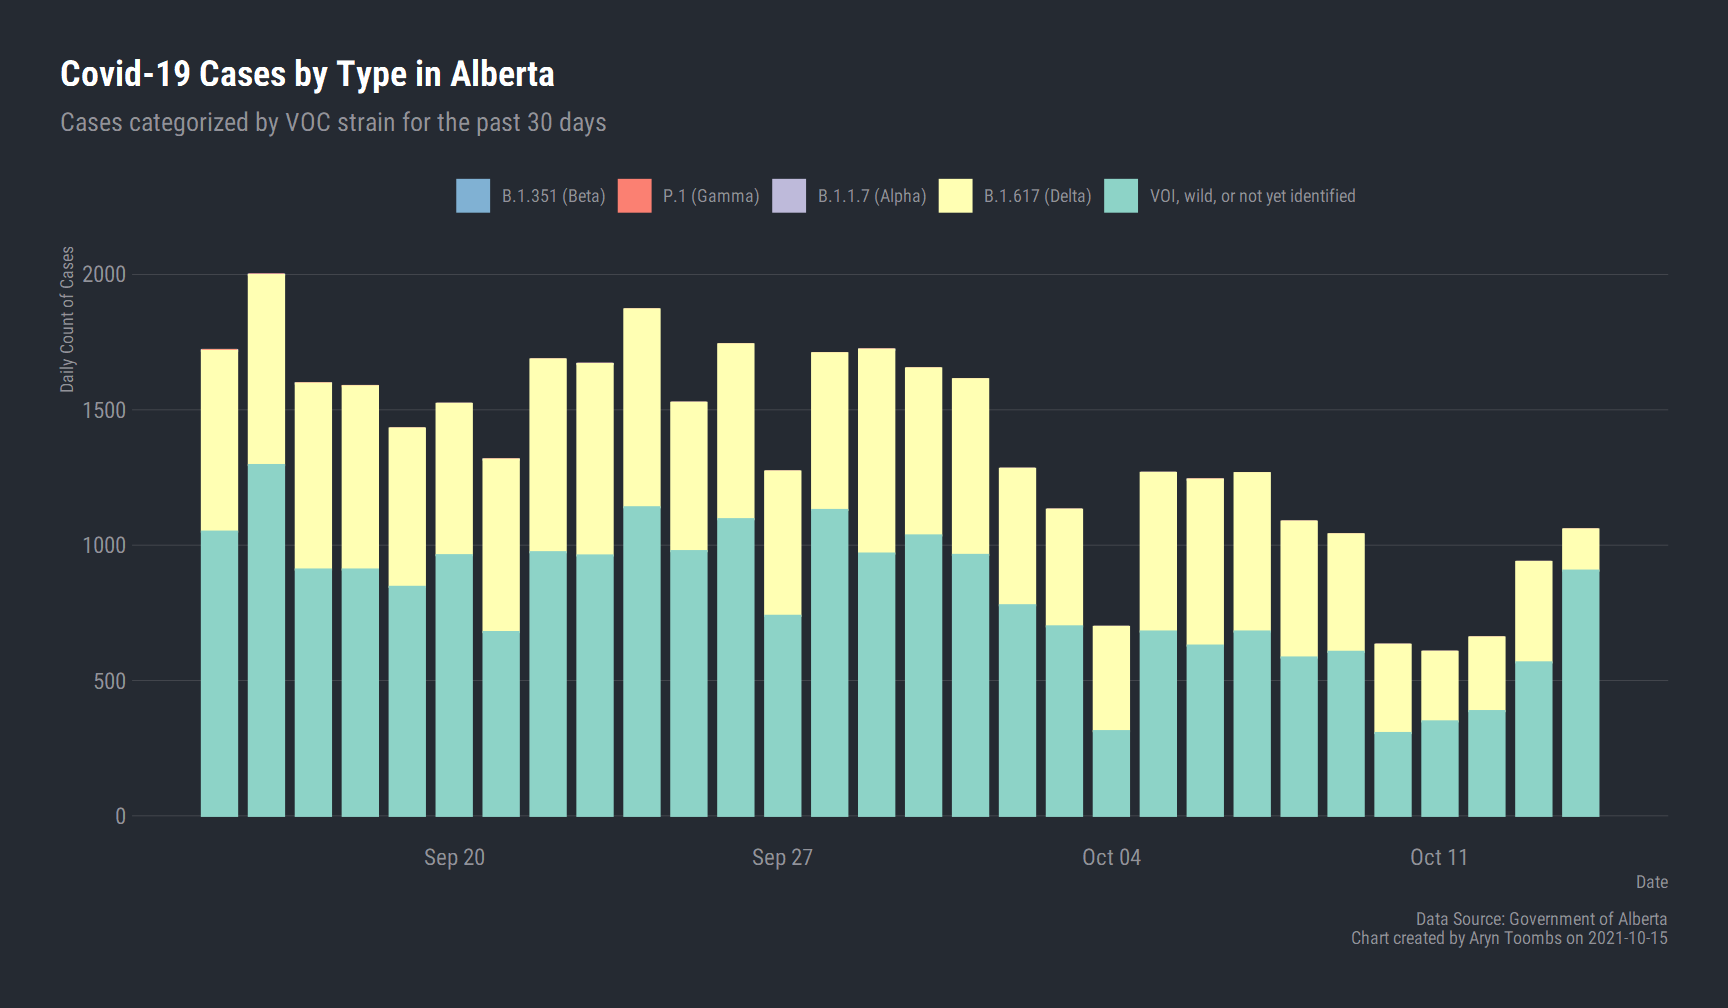 Covid-19 Cases by Type in Alberta
Cases categorized by VOC strain for the past 30 days
B.1.351 (Beta) P.1 (Gamma) B.1.1.7 (Alpha) B.1.617 (Delta) VOI, wild, or not yet identified
Daily Count of Cases
2000
1500
1000
500
0
Sep 20 Sep 27 Oct 04 Oct 11
Date
Data Source: Government of Alberta
Chart created by Aryn Toombs on 2021-10-15